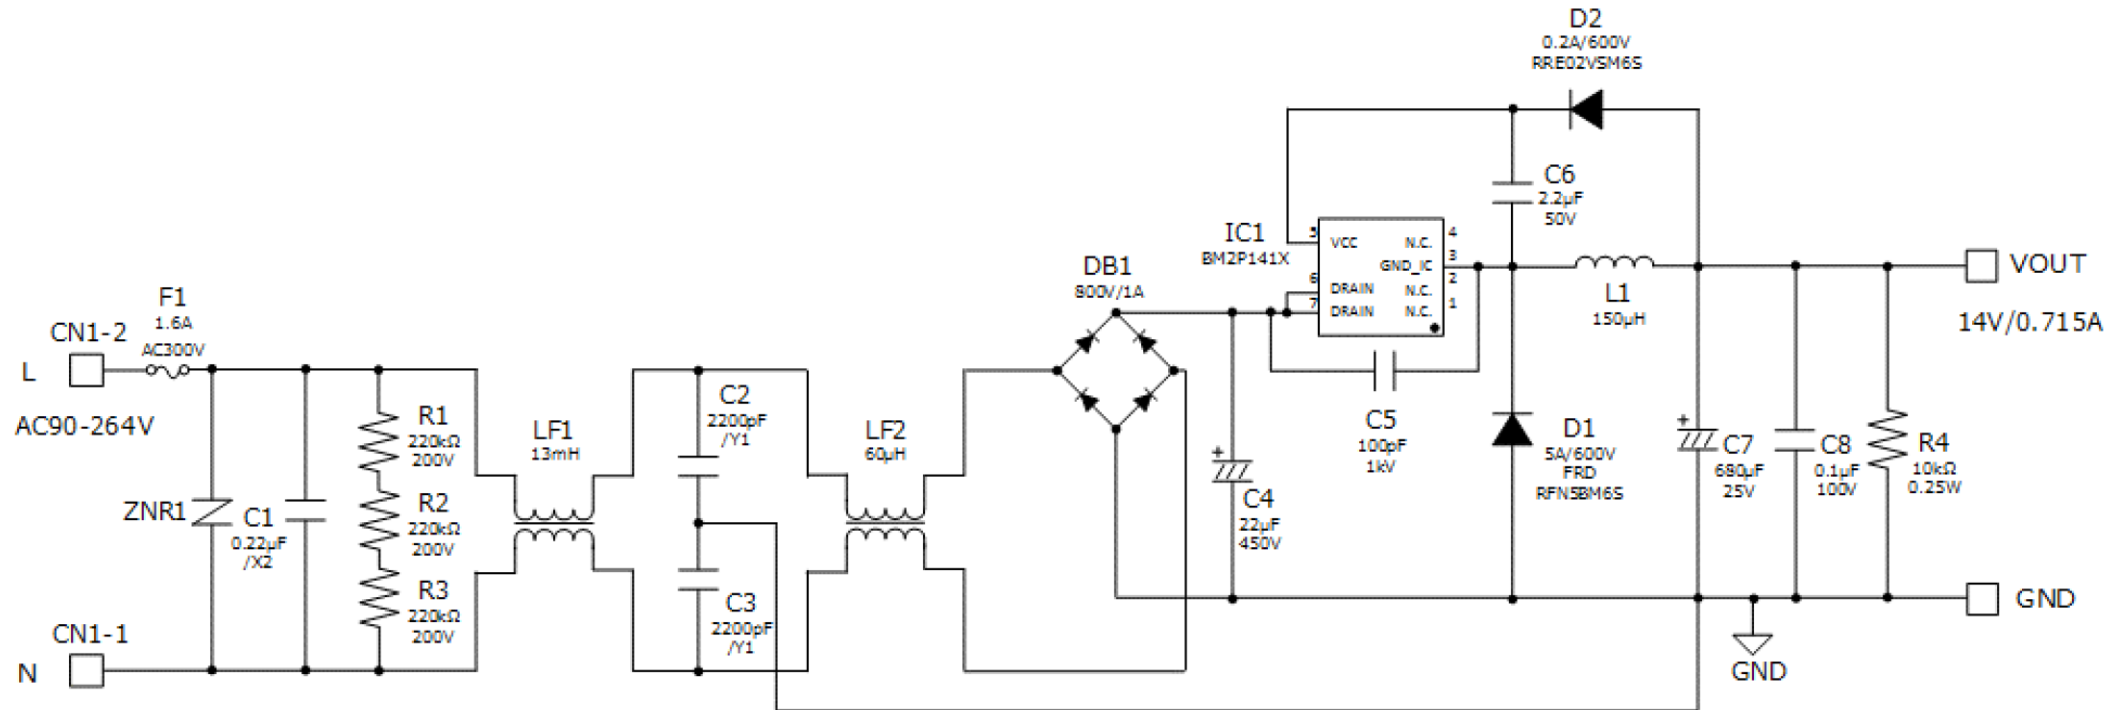 D2
0.2A/600V
RRE02VSM6S
C6
2.2µF
50V
IC1
BM2P141X
5
VCC
6
DRAIN
7
DRAIN
N.C.
4
GND_IC
3
N.C.
2
N.C.
1
DB1
800V/1A
L1
150µH
VOUT
14V/0.715A
F1
1.6A
AC300V
CN1-2
L
AC90-264V
ZNR1
C1
0.22µF
/X2
R1
220kΩ
200V
R2
220kΩ
200V
R3
220kΩ
200V
LF1
13mH
C2
2200pF
/Y1
C3
2200pF
/Y1
LF2
60µH
C4
22µF
450V
C5
100pF
1kV
D1
5A/600V
FRD
RFN5BM6S
C7
680µF
25V
C8
0.1µF
100V
R4
10kΩ
0.25W
+
+
CN1-1
N
GND
GND